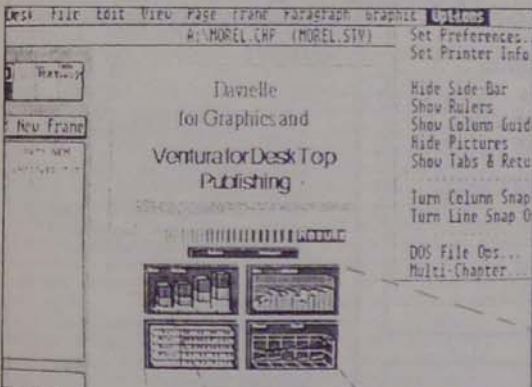 Desk File Edit View Page Frame Paragraph Graphic Options
A:\MOREL.CHP (MOREL.STY)
Set Preferences...
Set Printer Info
Hide Side-Bar
Show Rulers
Show Column Guid
Hide Pictures
Show Tabs & Retu
Turn Column Snap
Turn Line Snap O
DOS File Ops...
Multi-Chapter...
New Frame
Davielle
for Graphics and
Ventura for Desk Top
Publishing
Results